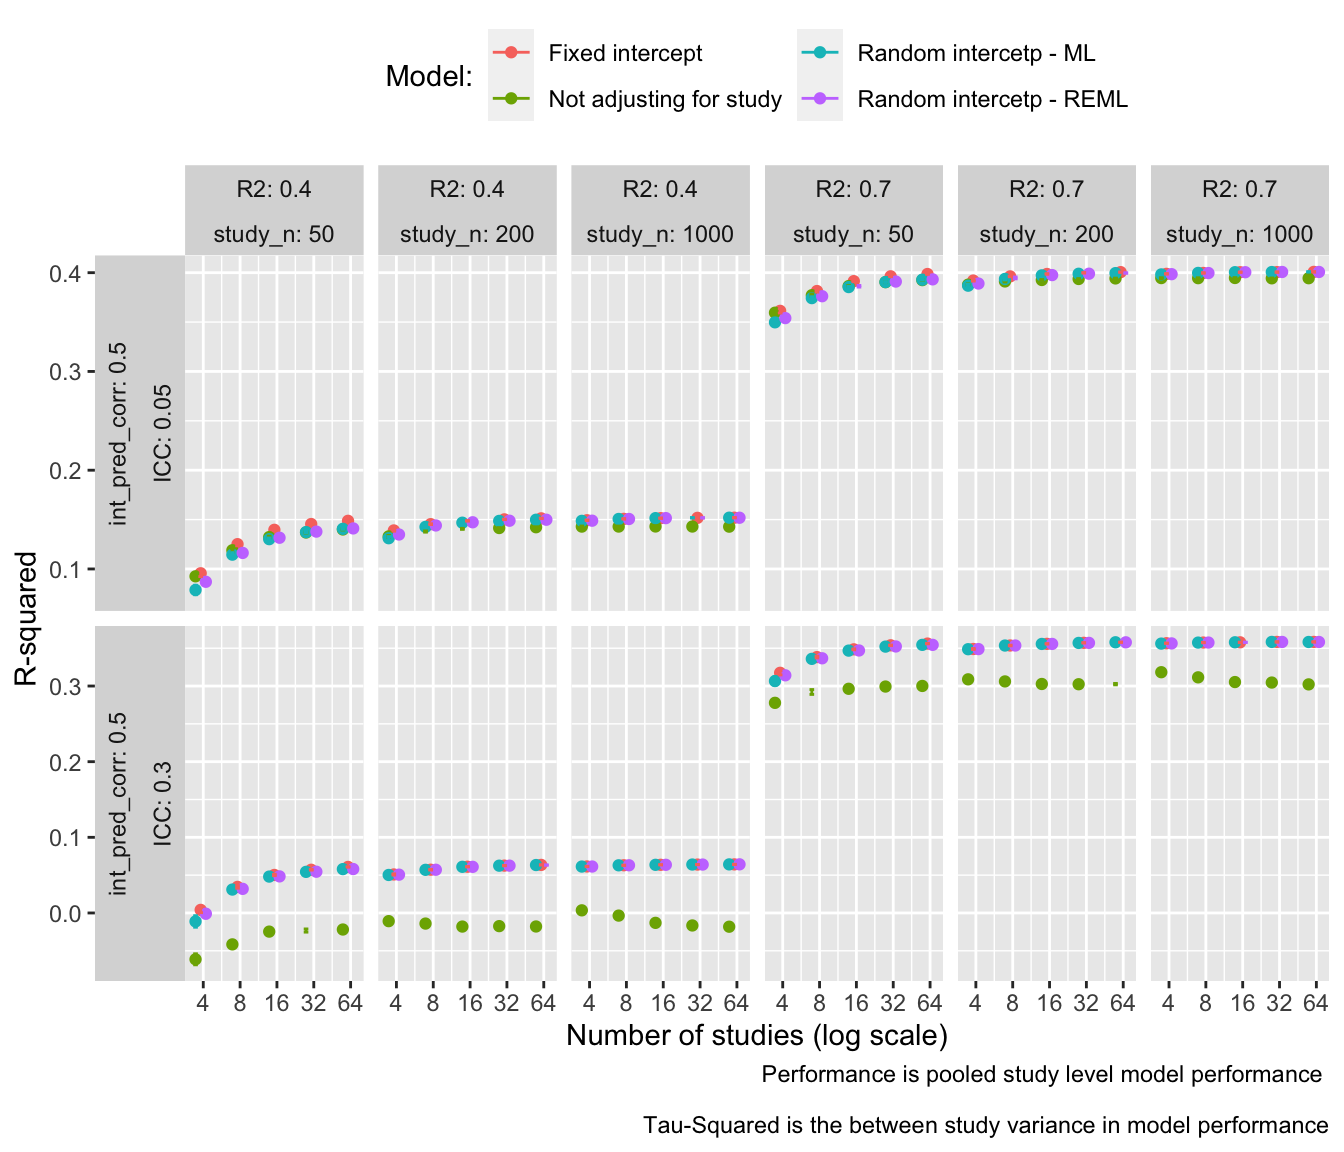 Model:
Fixed intercept
Not adjusting for study
Random intercetp - ML
Random intercetp - REML
R2: 0.4
study_n: 50
R2: 0.4
study_n: 200
R2: 0.4
study_n: 1000
R2: 0.7
study_n: 50
R2: 0.7
study_n: 200
R2: 0.7
study_n: 1000
R-squared
int_pred_corr: 0.5
ICC: 0.05
0.4
0.3
0.2
0.1
int_pred_corr: 0.5
ICC: 0.3
0.3
0.2
0.1
0.0
4 8 16 32 64
4 8 16 32 64
4 8 16 32 64
4 8 16 32 64
4 8 16 32 64
4 8 16 32 64
Number of studies (log scale)
Performance is pooled study level model performance
Tau-Squared is the between study variance in model performance